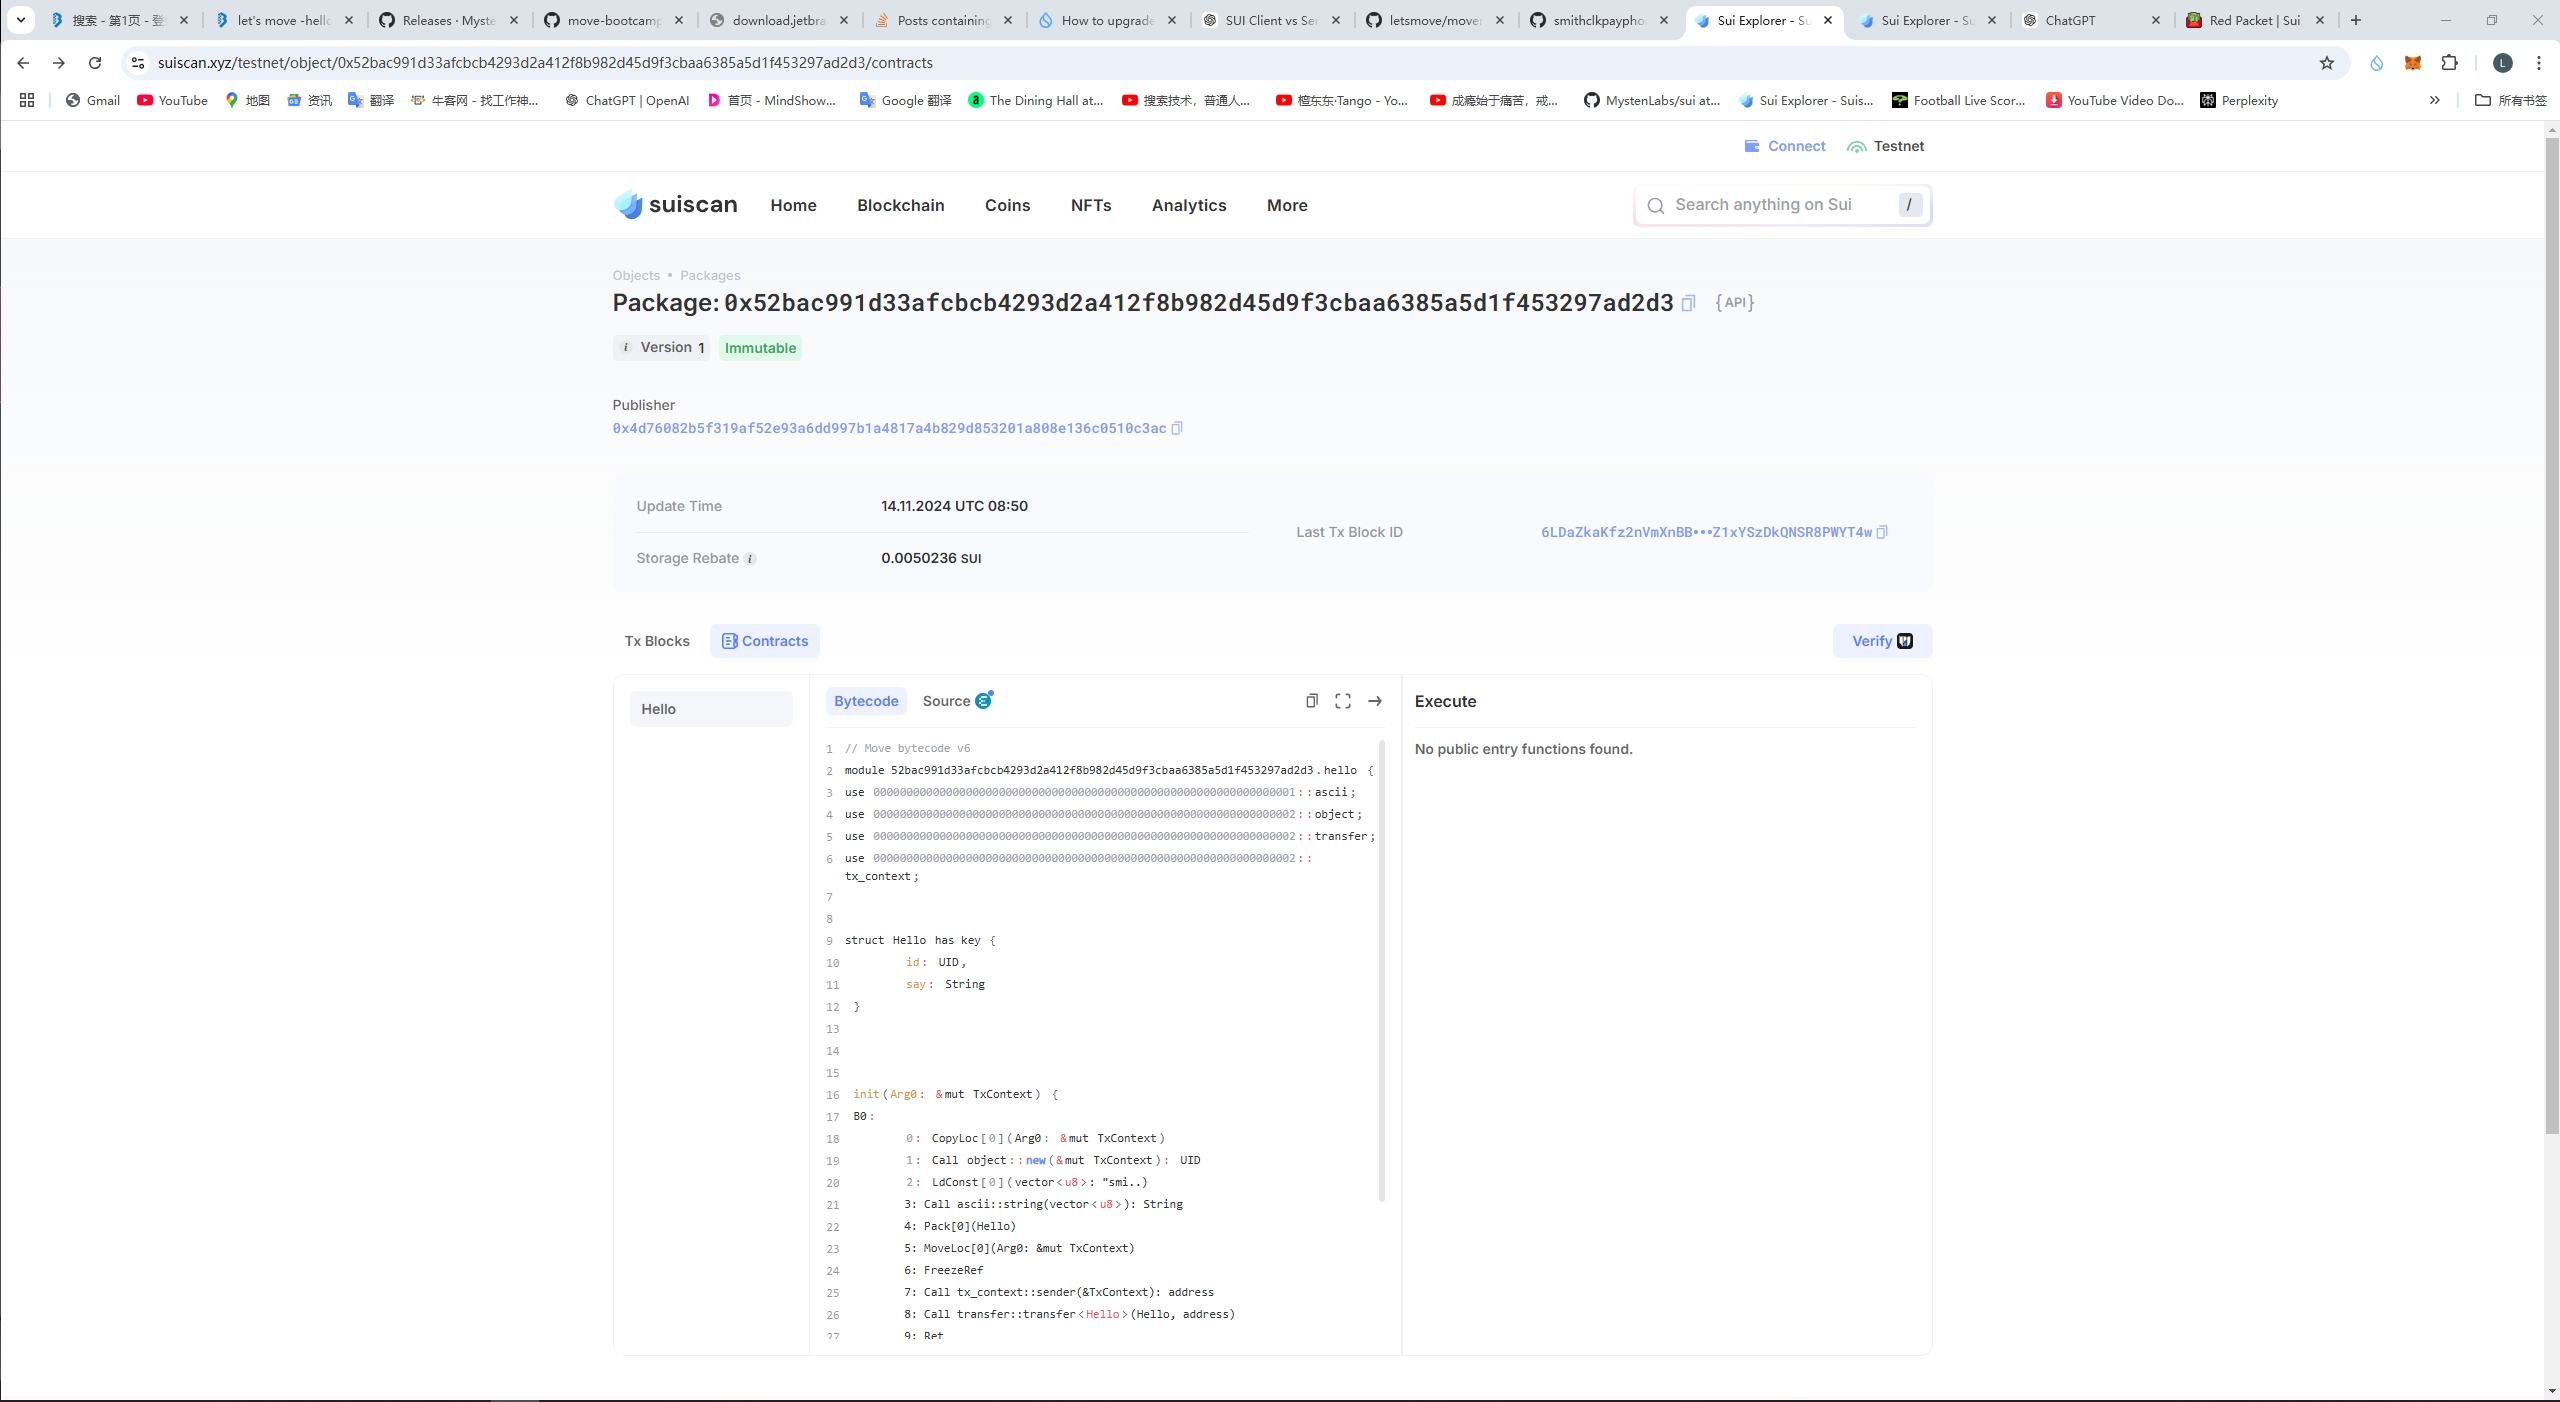 搜索 - 第1页 - 登
let's move -hello
Releases · Myste
move-bootcamp
download.jetbra
Posts containing
How to upgrade
SUI Client vs Ser
letsmove/mover
smithclkpaypho
Sui Explorer - Su
Sui Explorer - Su
ChatGPT
Red Packet | Sui
suiscan.xyz/testnet/object/0x52bac991d33afcbcb4293d2a412f8b982d45d9f3cbaa6385a5d1f453297ad2d3/contracts
L
Gmail
YouTube
地图
资讯
翻译
牛客网 - 找工作神...
ChatGPT | OpenAI
首页 - MindShow...
Google 翻译
The Dining Hall at...
搜索技术，普通人...
檀东东·Tango - Yo...
成瘾始于痛苦，戒...
MystenLabs/sui at...
Sui Explorer - Suis...
Football Live Scor...
YouTube Video Do...
Perplexity
所有书签
Connect
Testnet
suiscan
Home
Blockchain
Coins
NFTs
Analytics
More
Search anything on Sui
/
Objects • Packages
Package: 0x52bac991d33afcbcb4293d2a412f8b982d45d9f3cbaa6385a5d1f453297ad2d3 {API}
i Version 1 Immutable
Publisher
0x4d76082b5f319af52e93a6dd997b1a4817a4b829d853201a808e136c0510c3ac
Update Time 14.11.2024 UTC 08:50
Last Tx Block ID 6LDaZkaKfz2nVmXnBB•••Z1xYSzDkQNSR8PWYT4w
Storage Rebate i 0.0050236 SUI
Tx Blocks
Contracts
Verify
Hello
Bytecode
Source
Execute
No public entry functions found.
1 // Move bytecode v6
2 module 52bac991d33afcbcb4293d2a412f8b982d45d9f3cbaa6385a5d1f453297ad2d3.hello {
3 use 0000000000000000000000000000000000000000000000000000000000000001::ascii;
4 use 0000000000000000000000000000000000000000000000000000000000000002::object;
5 use 0000000000000000000000000000000000000000000000000000000000000002::transfer;
6 use 0000000000000000000000000000000000000000000000000000000000000002::
tx_context;
7
8
9 struct Hello has key {
10 id: UID,
11 say: String
12 }
13
14
15
16 init(Arg0: &mut TxContext) {
17 B0:
18 0: CopyLoc[0](Arg0: &mut TxContext)
19 1: Call object::new(&mut TxContext): UID
20 2: LdConst[0](vector<u8>: "smi..)
21 3: Call ascii::string(vector<u8>): String
22 4: Pack[0](Hello)
23 5: MoveLoc[0](Arg0: &mut TxContext)
24 6: FreezeRef
25 7: Call tx_context::sender(&TxContext): address
26 8: Call transfer::transfer<Hello>(Hello, address)
27 9: Ret